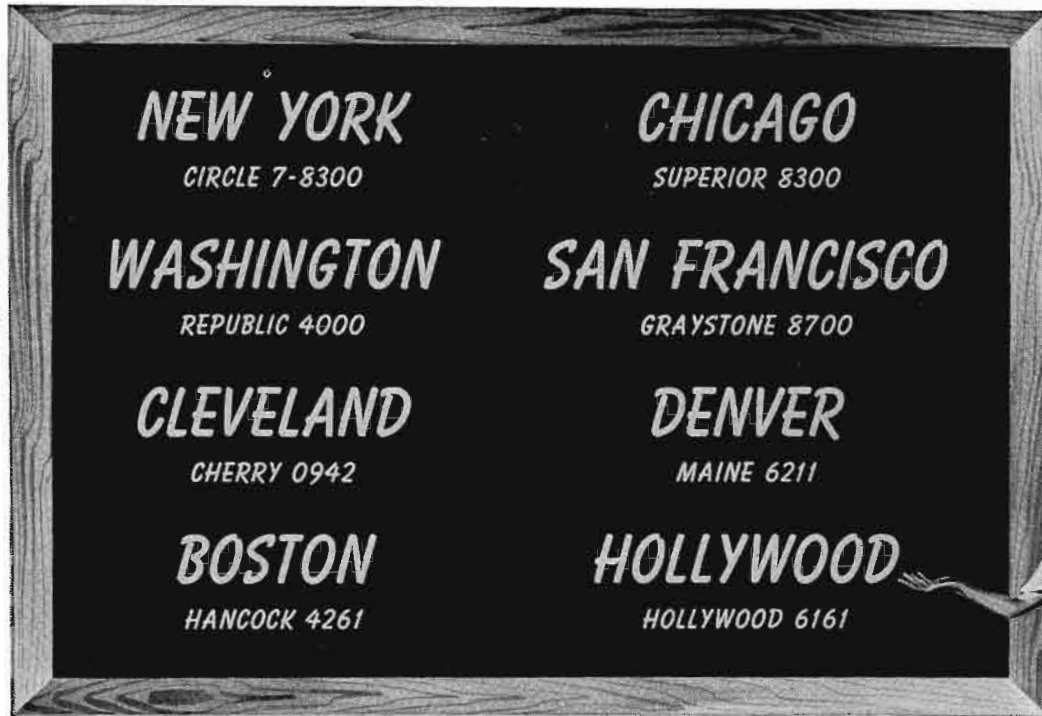 NEW YORK
CIRCLE 7-8300
CHICAGO
SUPERIOR 8300
WASHINGTON
REPUBLIC 4000
SAN FRANCISCO
GRAYSTONE 8700
CLEVELAND
CHERRY 0942
DENVER
MAINE 6211
BOSTON
HANCOCK 4261
HOLLYWOOD
HOLLYWOOD 6161